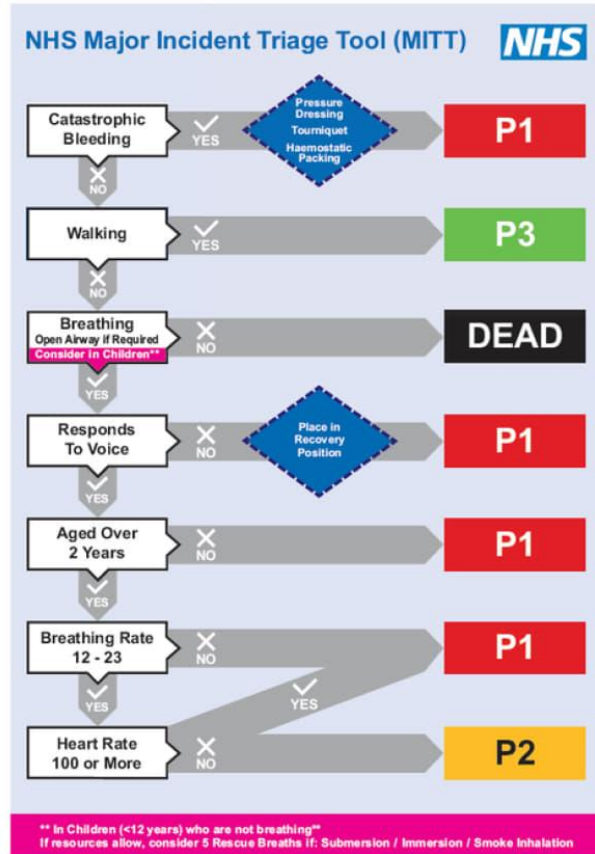 NHS Major Incident Triage Tool (MITT)
NHS
Catastrophic
Bleeding
YES
Pressure
Dressing
Tourniquet
Haemostatic
Packing
P1
NO
Walking
YES
P3
NO
Breathing
Open Airway if Required
Consider in Children**
NO
DEAD
YES
Responds
To Voice
NO
Place in
Recovery
Position
P1
YES
Aged Over
2 Years
NO
P1
YES
Breathing Rate
12 - 23
NO
P1
YES
YES
Heart Rate
100 or More
NO
P2
** In Children (<12 years) who are not breathing**
If resources allow, consider 5 Rescue Breaths if: Submersion / Immersion / Smoke Inhalation